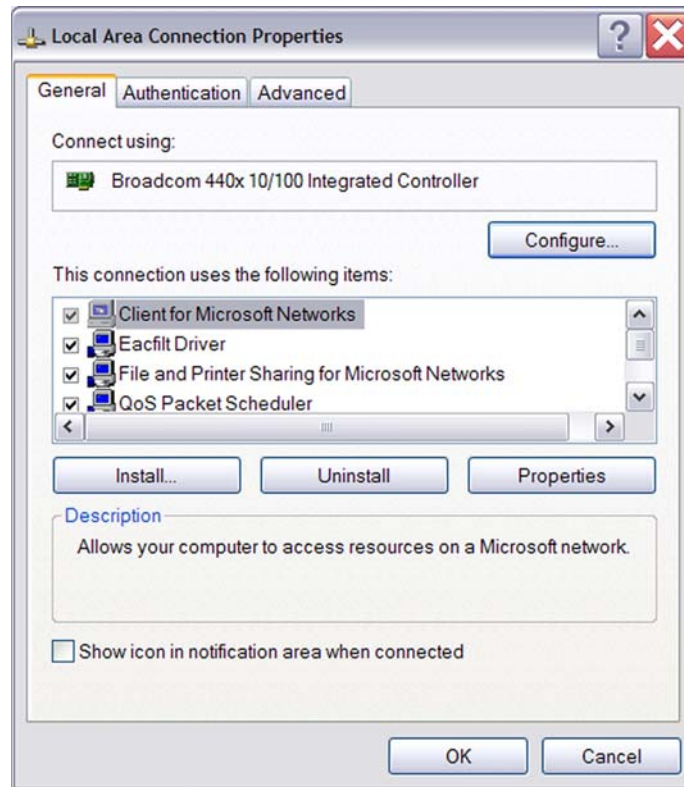 Local Area Connection Properties
General Authentication Advanced
Connect using:
Broadcom 440x 10/100 Integrated Controller
Configure...
This connection uses the following items:
Client for Microsoft Networks
Eacfilt Driver
File and Printer Sharing for Microsoft Networks
QoS Packet Scheduler
Install... Uninstall Properties
Description
Allows your computer to access resources on a Microsoft network.
Show icon in notification area when connected
OK Cancel